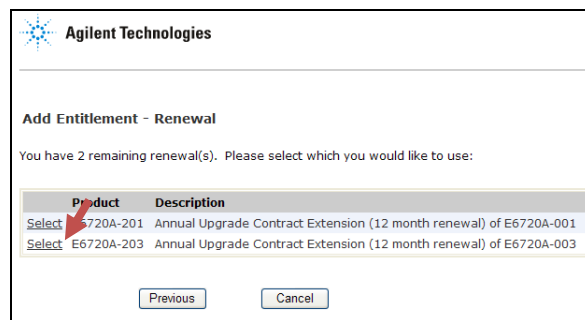 Agilent Technologies
Add Entitlement - Renewal
You have 2 remaining renewal(s). Please select which you would like to use:
Product Description
Select 6720A-201 Annual Upgrade Contract Extension (12 month renewal) of E6720A-001
Select E6720A-203 Annual Upgrade Contract Extension (12 month renewal) of E6720A-003
Previous Cancel